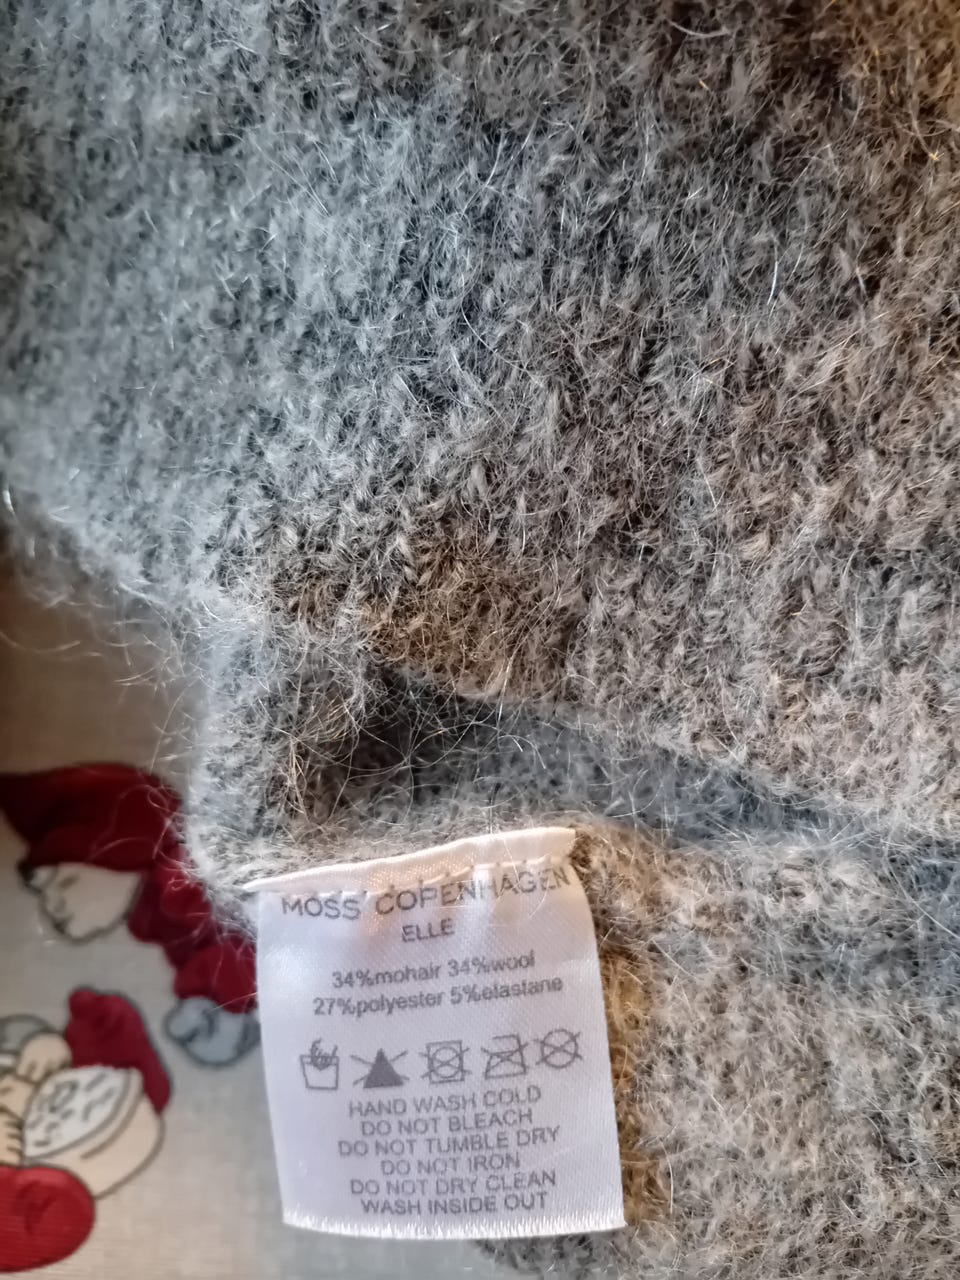 MOSS COPENHAGEN
ELLE
34%mohair 34%wool
27%polyester 5%elastane
HAND WASH COLD
DO NOT BLEACH
DO NOT TUMBLE DRY
DO NOT IRON
DO NOT DRY CLEAN
WASH INSIDE OUT